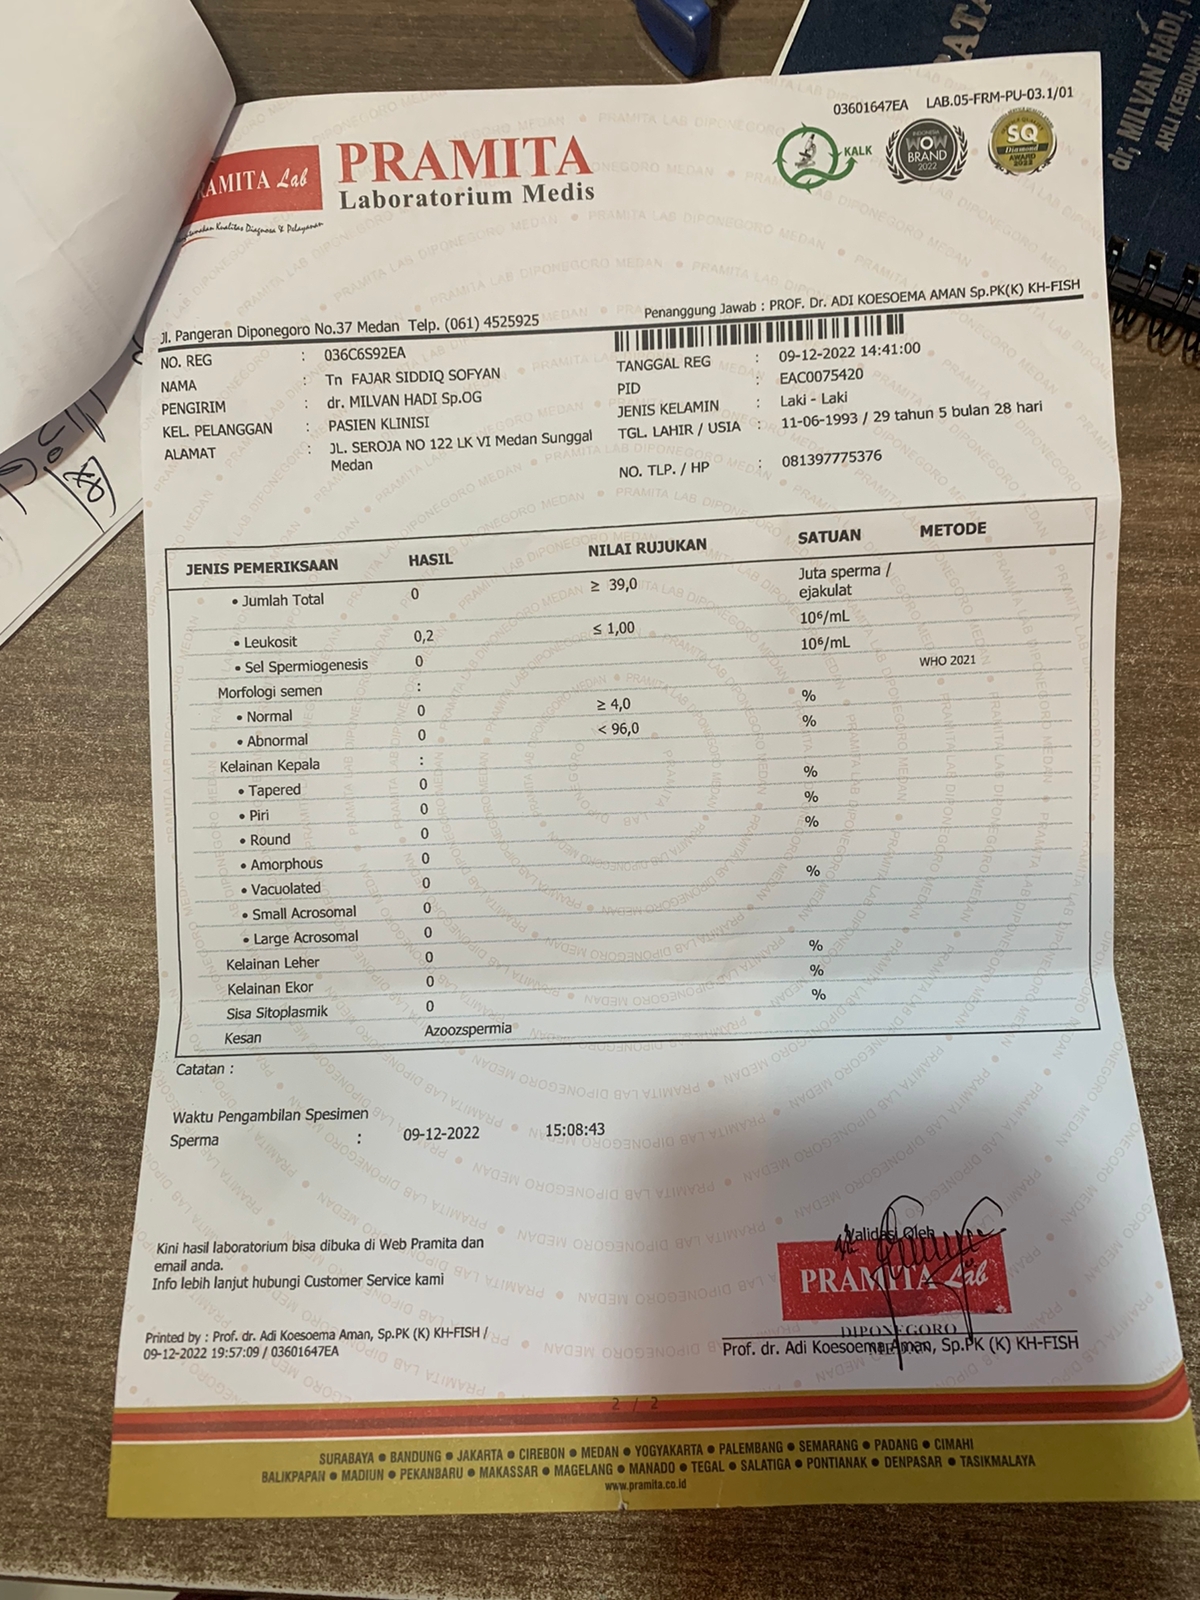 03601647EA LAB.05-FRM-PU-03.1/01
PRAMITA
Laboratorium Medis
AMITA Lab
Kualitas Diagnosa & Pelayanan
KALK
INDONESIA
WOW
BRAND
2022
SQ
Diamond
AWARD
2022
dr, MILVAN HADI,
AHLI KEBIDAN
Jl. Pangeran Diponegoro No.37 Medan Telp. (061) 4525925
Penanggung Jawab : PROF. Dr. ADI KOESOEMA AMAN Sp.PK(K) KH-FISH
NO. REG : 036C6S92EA
NAMA : Tn FAJAR SIDDIQ SOFYAN
PENGIRIM : dr. MILVAN HADI Sp.OG
KEL. PELANGGAN : PASIEN KLINISI
ALAMAT : JL. SEROJA NO 122 LK VI Medan Sunggal
Medan
TANGGAL REG : 09-12-2022 14:41:00
PID : EAC0075420
JENIS KELAMIN : Laki - Laki
TGL. LAHIR / USIA : 11-06-1993 / 29 tahun 5 bulan 28 hari
NO. TLP. / HP : 081397775376
JENIS PEMERIKSAAN HASIL NILAI RUJUKAN SATUAN METODE
• Jumlah Total 0 ≥ 39,0 Juta sperma /
ejakulat
• Leukosit 0,2 ≤ 1,00 10⁶/mL
• Sel Spermiogenesis 0 10⁶/mL
Morfologi semen : WHO 2021
• Normal 0 ≥ 4,0 %
• Abnormal 0 < 96,0 %
Kelainan Kepala :
• Tapered 0 %
• Piri 0 %
• Round 0 %
• Amorphous 0
• Vacuolated 0 %
• Small Acrosomal 0
• Large Acrosomal 0
Kelainan Leher 0 %
Kelainan Ekor 0 %
Sisa Sitoplasmik 0 %
Kesan Azoozspermia
Catatan :
Waktu Pengambilan Spesimen
Sperma : 09-12-2022 15:08:43
Kini hasil laboratorium bisa dibuka di Web Pramita dan
email anda.
Info lebih lanjut hubungi Customer Service kami
Validasi Oleh
PRAMITA Lab
DIPONEGORO
MEDAN
Prof. dr. Adi Koesoema Aman, Sp.PK (K) KH-FISH
Printed by : Prof. dr. Adi Koesoema Aman, Sp.PK (K) KH-FISH /
09-12-2022 19:57:09 / 03601647EA
2 / 2
SURABAYA ● BANDUNG ● JAKARTA ● CIREBON ● MEDAN ● YOGYAKARTA ● PALEMBANG ● SEMARANG ● PADANG ● CIMAHI
BALIKPAPAN ● MADIUN ● PEKANBARU ● MAKASSAR ● MAGELANG ● MANADO ● TEGAL ● SALATIGA ● PONTIANAK ● DENPASAR ● TASIKMALAYA
www.pramita.co.id